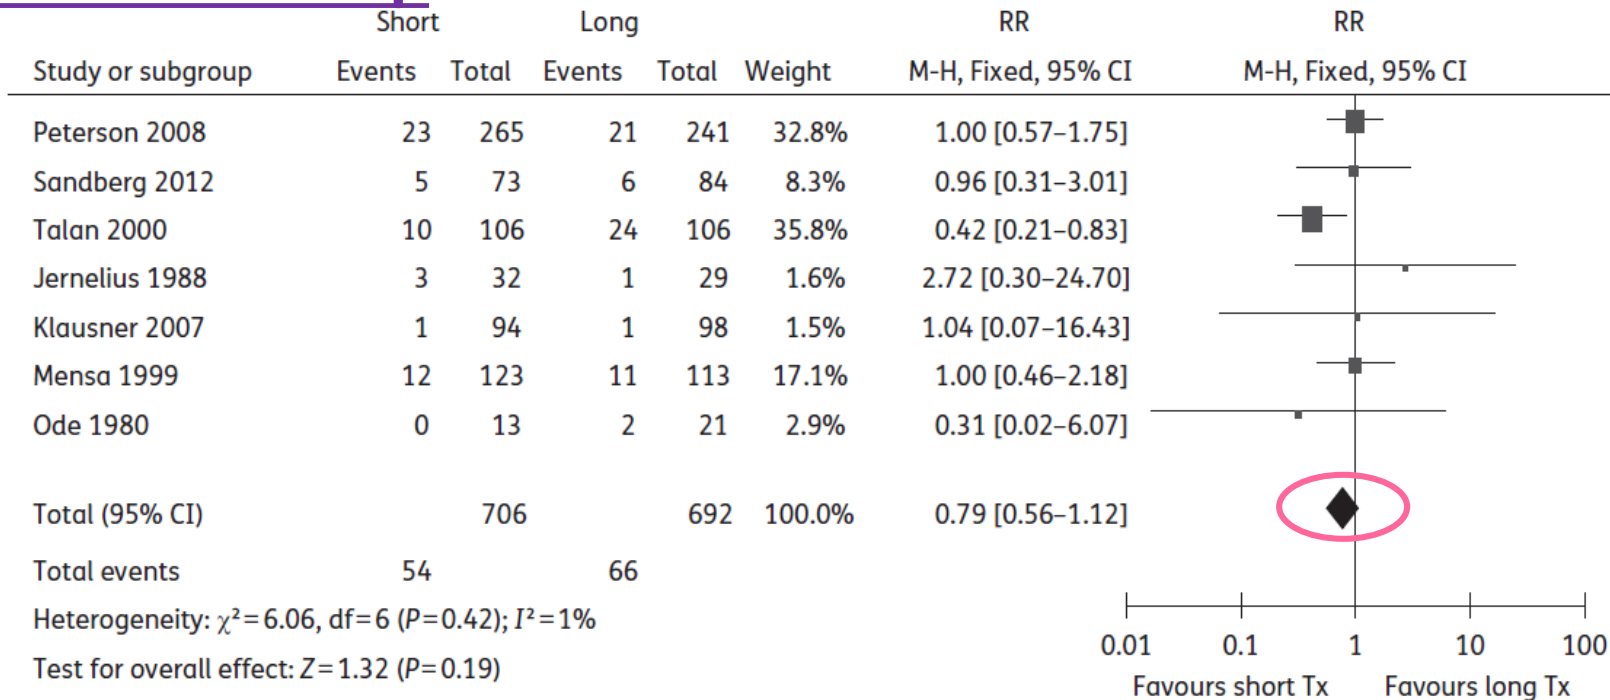 Short Long RR RR
Study or subgroup Events Total Events Total Weight M-H, Fixed, 95% CI M-H, Fixed, 95% CI
Peterson 2008 23 265 21 241 32.8% 1.00 [0.57–1.75]
Sandberg 2012 5 73 6 84 8.3% 0.96 [0.31–3.01]
Talan 2000 10 106 24 106 35.8% 0.42 [0.21–0.83]
Jernelius 1988 3 32 1 29 1.6% 2.72 [0.30–24.70]
Klausner 2007 1 94 1 98 1.5% 1.04 [0.07–16.43]
Mensa 1999 12 123 11 113 17.1% 1.00 [0.46–2.18]
Ode 1980 0 13 2 21 2.9% 0.31 [0.02–6.07]
Total (95% CI) 706 692 100.0% 0.79 [0.56–1.12]
Total events 54 66
Heterogeneity: χ²=6.06, df=6 (P=0.42); I²=1%
Test for overall effect: Z=1.32 (P=0.19)
0.01 0.1 1 10 100
Favours short Tx Favours long Tx